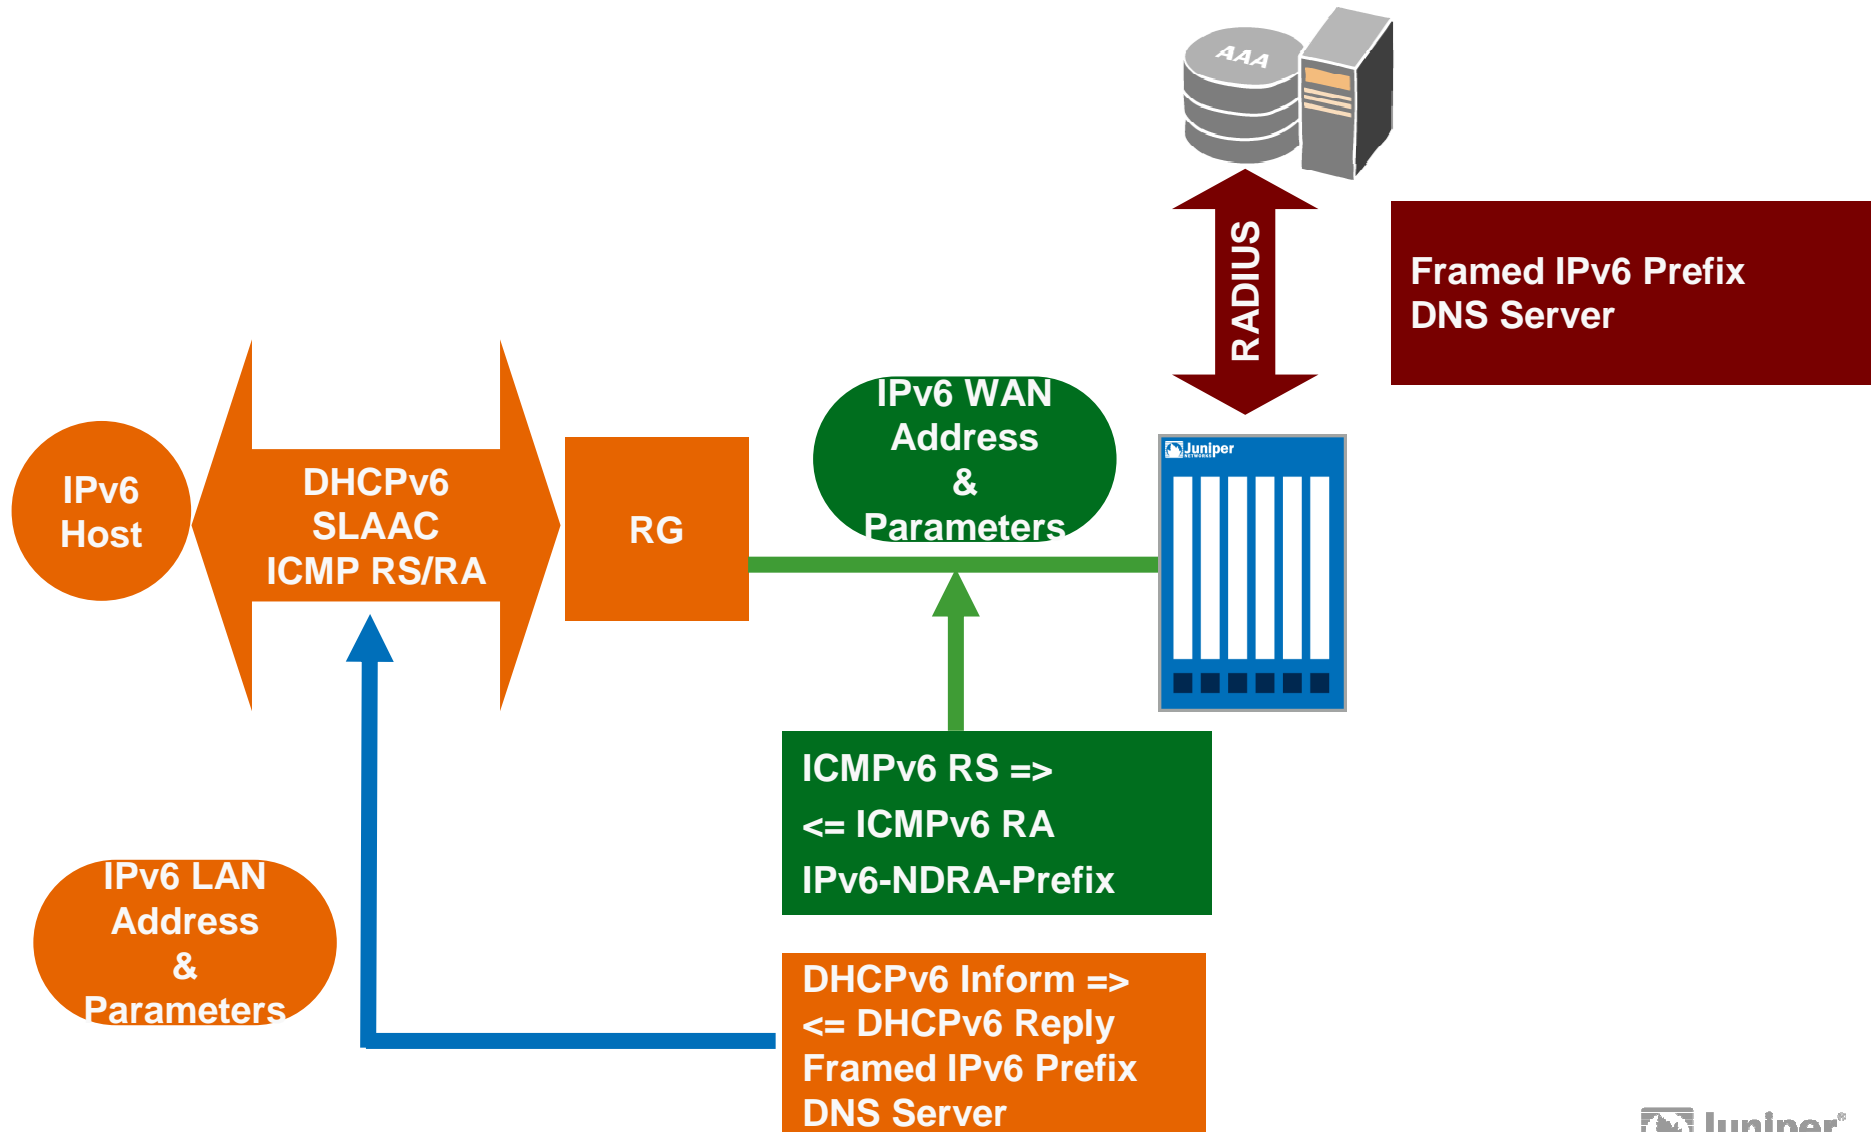 AAA
RADIUS
Framed IPv6 Prefix
DNS Server
IPv6 WAN
Address
&
Parameters
Juniper
NETWORKS
IPv6
Host
DHCPv6
SLAAC
ICMP RS/RA
RG
ICMPv6 RS =>
<= ICMPv6 RA
IPv6-NDRA-Prefix
IPv6 LAN
Address
&
Parameters
DHCPv6 Inform =>
<= DHCPv6 Reply
Framed IPv6 Prefix
DNS Server
Juniper®